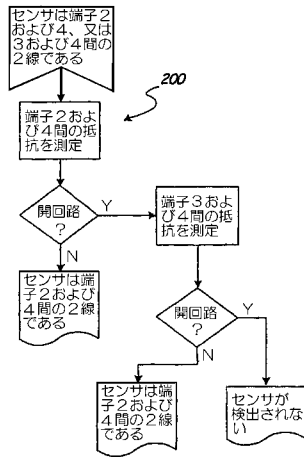 センサは端子2
および4、又は
3および4間の
2線である
200
端子2およ
び4間の抵
抗を測定
開回路
?
Y
端子3およ
び4間の抵
抗を測定
N
センサは端
子2および
4間の2線
である
開回路
?
Y
N
センサは端
子2および
4間の2線
である
センサが
検出されな
い